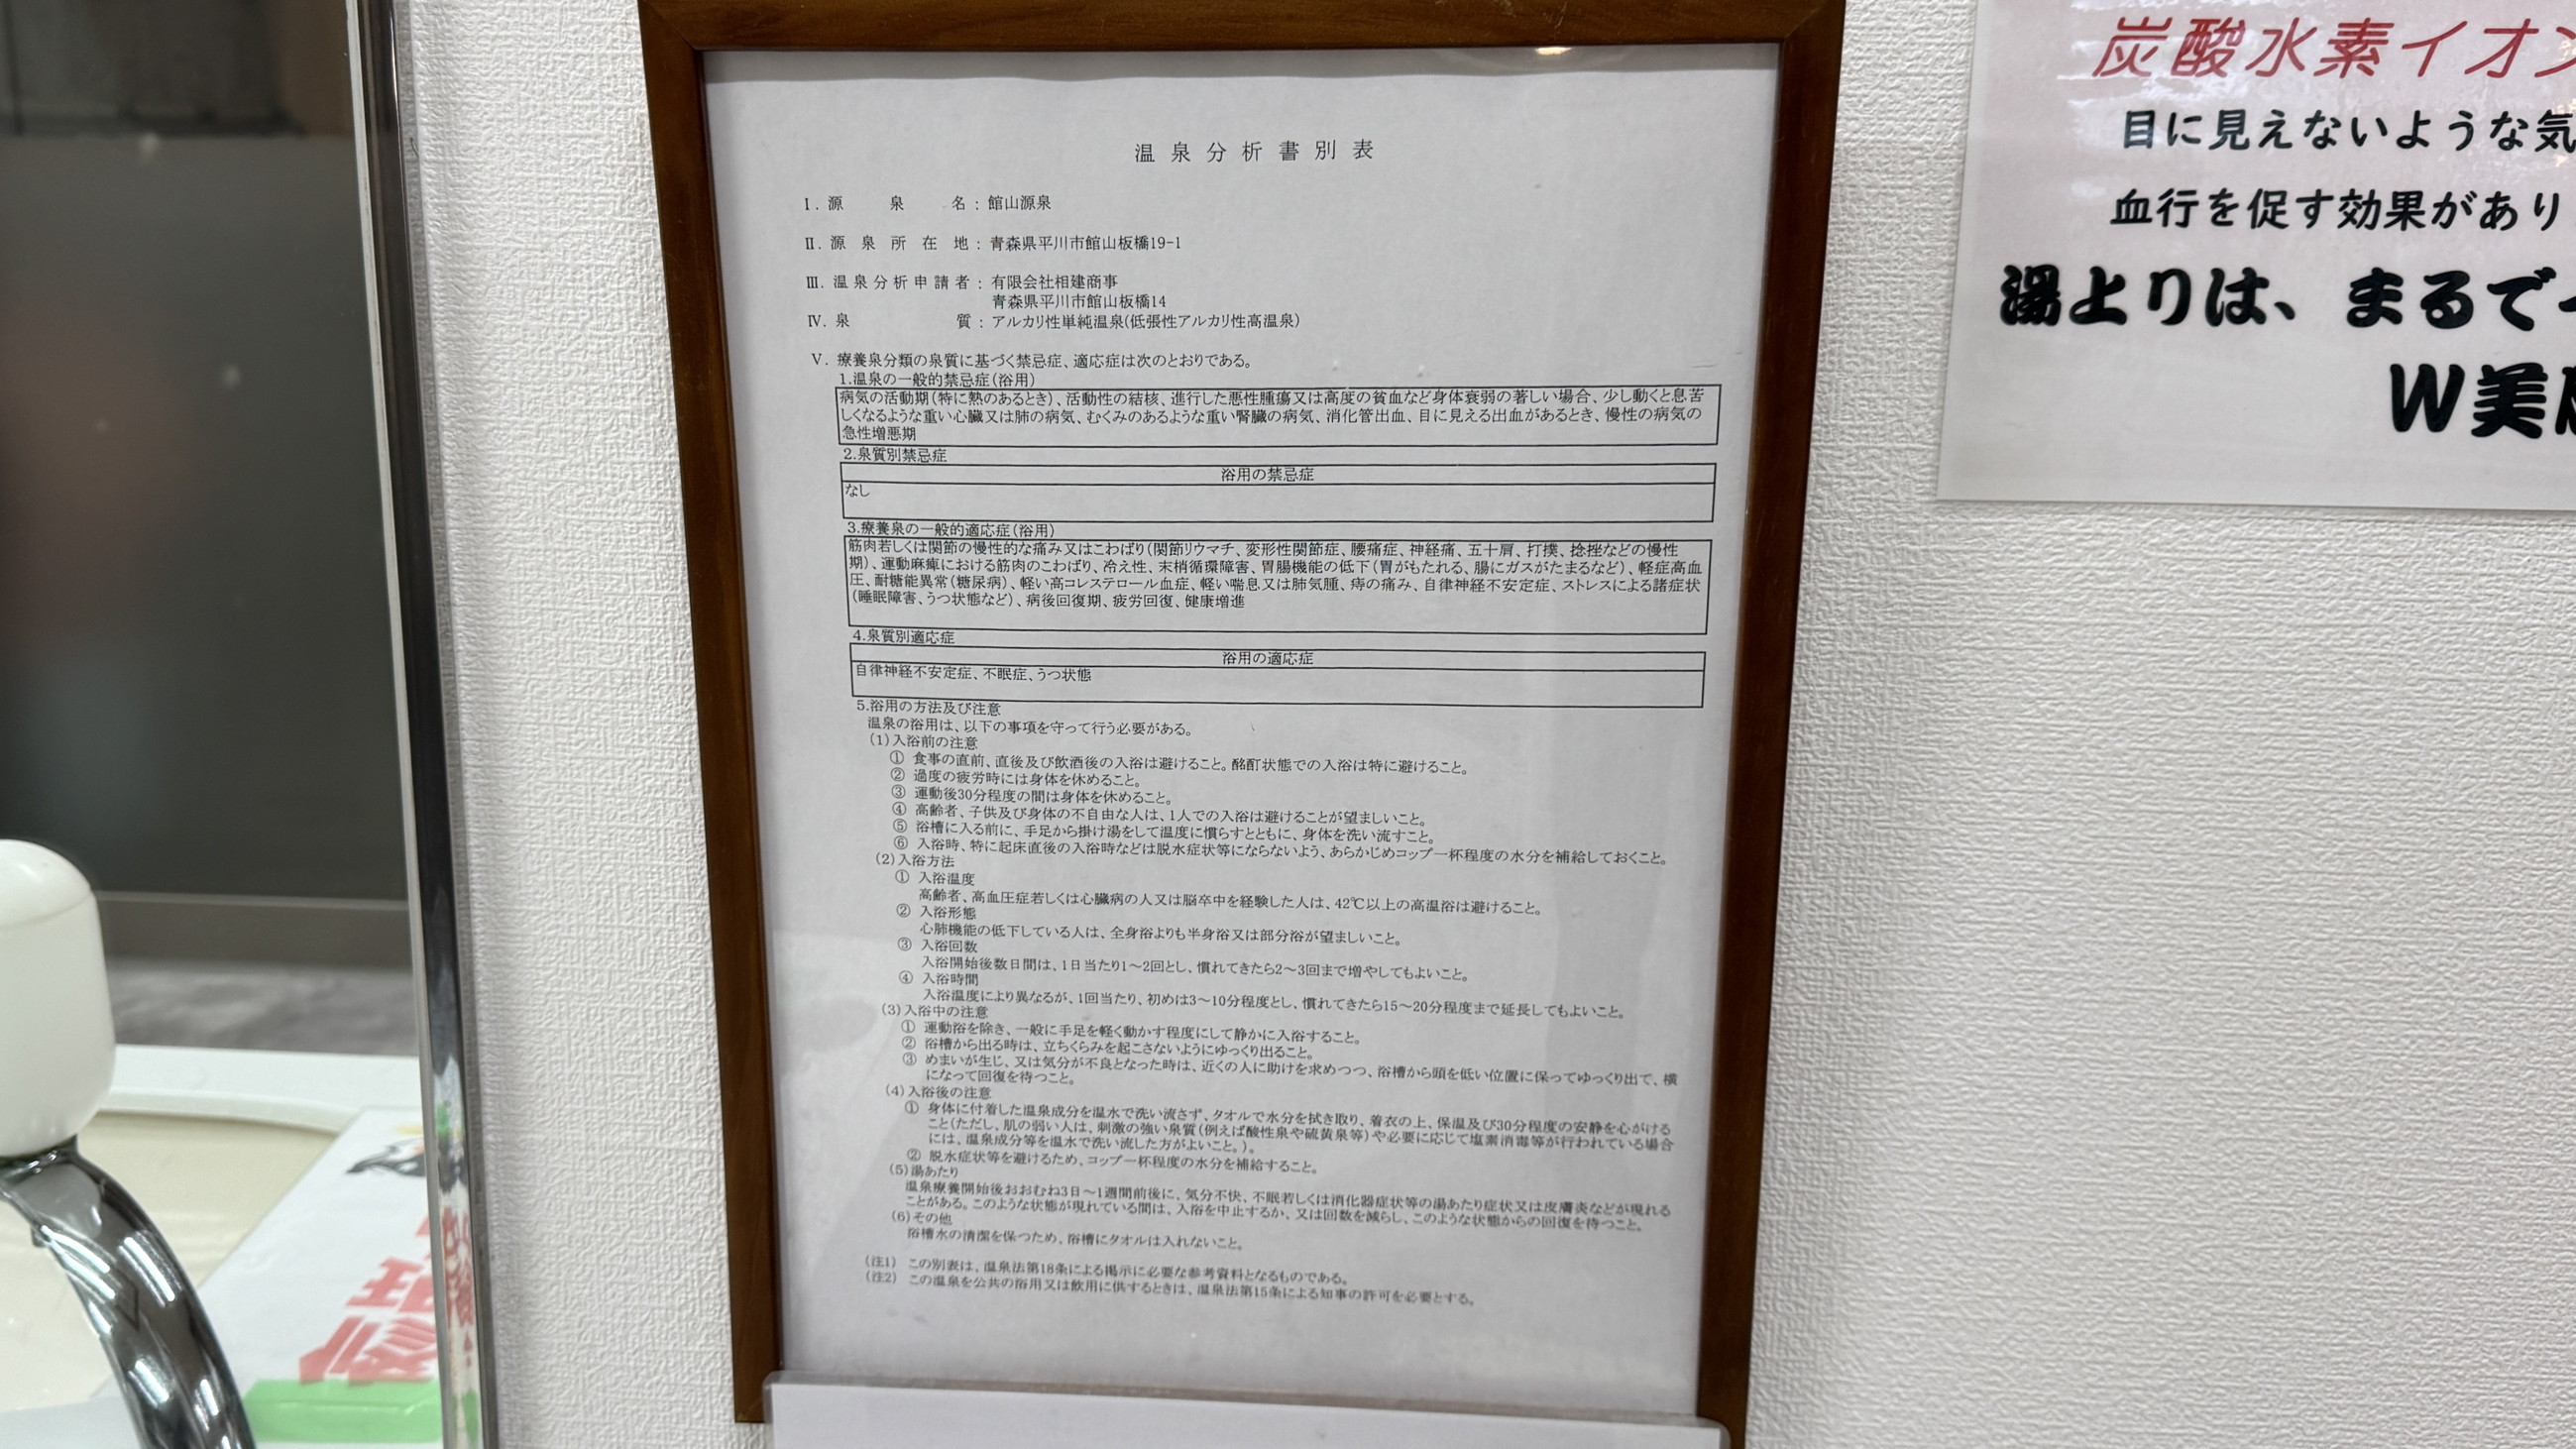 温泉分析書別表
Ⅰ. 源泉名：館山源泉
Ⅱ. 源泉所在地：青森県平川市館山板橋19-1
Ⅲ. 温泉分析申請者：有限会社相建商事
青森県平川市館山板橋14
Ⅳ. 泉質：アルカリ性単純温泉(低張性アルカリ性高温泉)
Ⅴ. 療養泉分類の泉質に基づく禁忌症、適応症は次のとおりである。
1.温泉の一般的禁忌症(浴用)
病気の活動期(特に熱のあるとき)、活動性の結核、進行した悪性腫瘍又は高度の貧血など身体衰弱の著しい場合、少し動くと息苦
しくなるような重い心臓又は肺の病気、むくみのあるような重い腎臓の病気、消化管出血、目に見える出血があるとき、慢性の病気の
急性増悪期
2.泉質別禁忌症
浴用の禁忌症
なし
3.療養泉の一般的適応症(浴用)
筋肉若しくは関節の慢性的な痛み又はこわばり(関節リウマチ、変形性関節症、腰痛症、神経痛、五十肩、打撲、捻挫などの慢性
期)、運動麻痺における筋肉のこわばり、冷え性、末梢循環障害、胃腸機能の低下(胃がもたれる、腸にガスがたまるなど)、軽症高血
圧、耐糖能異常(糖尿病)、軽い高コレステロール血症、軽い喘息又は肺気腫、痔の痛み、自律神経不安定症、ストレスによる諸症状
(睡眠障害、うつ状態など)、病後回復期、疲労回復、健康増進
4.泉質別適応症
浴用の適応症
自律神経不安定症、不眠症、うつ状態
5.浴用の方法及び注意
温泉の浴用は、以下の事項を守って行う必要がある。
(1)入浴前の注意
① 食事の直前、直後及び飲酒後の入浴は避けること。酩酊状態での入浴は特に避けること。
② 過度の疲労時には身体を休めること。
③ 運動後30分程度の間は身体を休めること。
④ 高齢者、子供及び身体の不自由な人は、1人での入浴は避けることが望ましいこと。
⑤ 浴槽に入る前に、手足から掛け湯をして温度に慣らすとともに、身体を洗い流すこと。
⑥ 入浴時、特に起床直後の入浴時などは脱水症状等にならないよう、あらかじめコップ一杯程度の水分を補給しておくこと。
(2)入浴方法
① 入浴温度
高齢者、高血圧症若しくは心臓病の人又は脳卒中を経験した人は、42℃以上の高温浴は避けること。
② 入浴形態
心肺機能の低下している人は、全身浴よりも半身浴又は部分浴が望ましいこと。
③ 入浴回数
入浴開始後数日間は、1日当たり1～2回とし、慣れてきたら2～3回まで増やしてもよいこと。
④ 入浴時間
入浴温度により異なるが、1回当たり、初めは3～10分程度とし、慣れてきたら15～20分程度まで延長してもよいこと。
(3)入浴中の注意
① 運動浴を除き、一般に手足を軽く動かす程度にして静かに入浴すること。
② 浴槽から出る時は、立ちくらみを起こさないようにゆっくり出ること。
③ めまいが生じ、又は気分が不良となった時は、近くの人に助けを求めつつ、浴槽から頭を低い位置に保ってゆっくり出て、横
になって回復を待つこと。
(4)入浴後の注意
① 身体に付着した温泉成分を温水で洗い流さず、タオルで水分を拭き取り、着衣の上、保温及び30分程度の安静を心がける
こと(ただし、肌の弱い人は、刺激の強い泉質(例えば酸性泉や硫黄泉等)や必要に応じて塩素消毒等が行われている場合
には、温泉成分等を温水で洗い流した方がよいこと。)。
② 脱水症状等を避けるため、コップ一杯程度の水分を補給すること。
(5)湯あたり
温泉療養開始後おおむね3日～1週間前後に、気分不快、不眠若しくは消化器症状等の湯あたり症状又は皮膚炎などが現れる
ことがある。このような状態が現れている間は、入浴を中止するか、又は回数を減らし、このような状態からの回復を待つこと。
(6)その他
浴槽水の清潔を保つため、浴槽にタオルは入れないこと。
(注1) この別表は、温泉法第18条による掲示に必要な参考資料となるものである。
(注2) この温泉を公共の浴用又は飲用に供するときは、温泉法第15条による知事の許可を必要とする。
炭酸水素イオン
目に見えないような気
血行を促す効果があり
湯上りは、まるで
W美